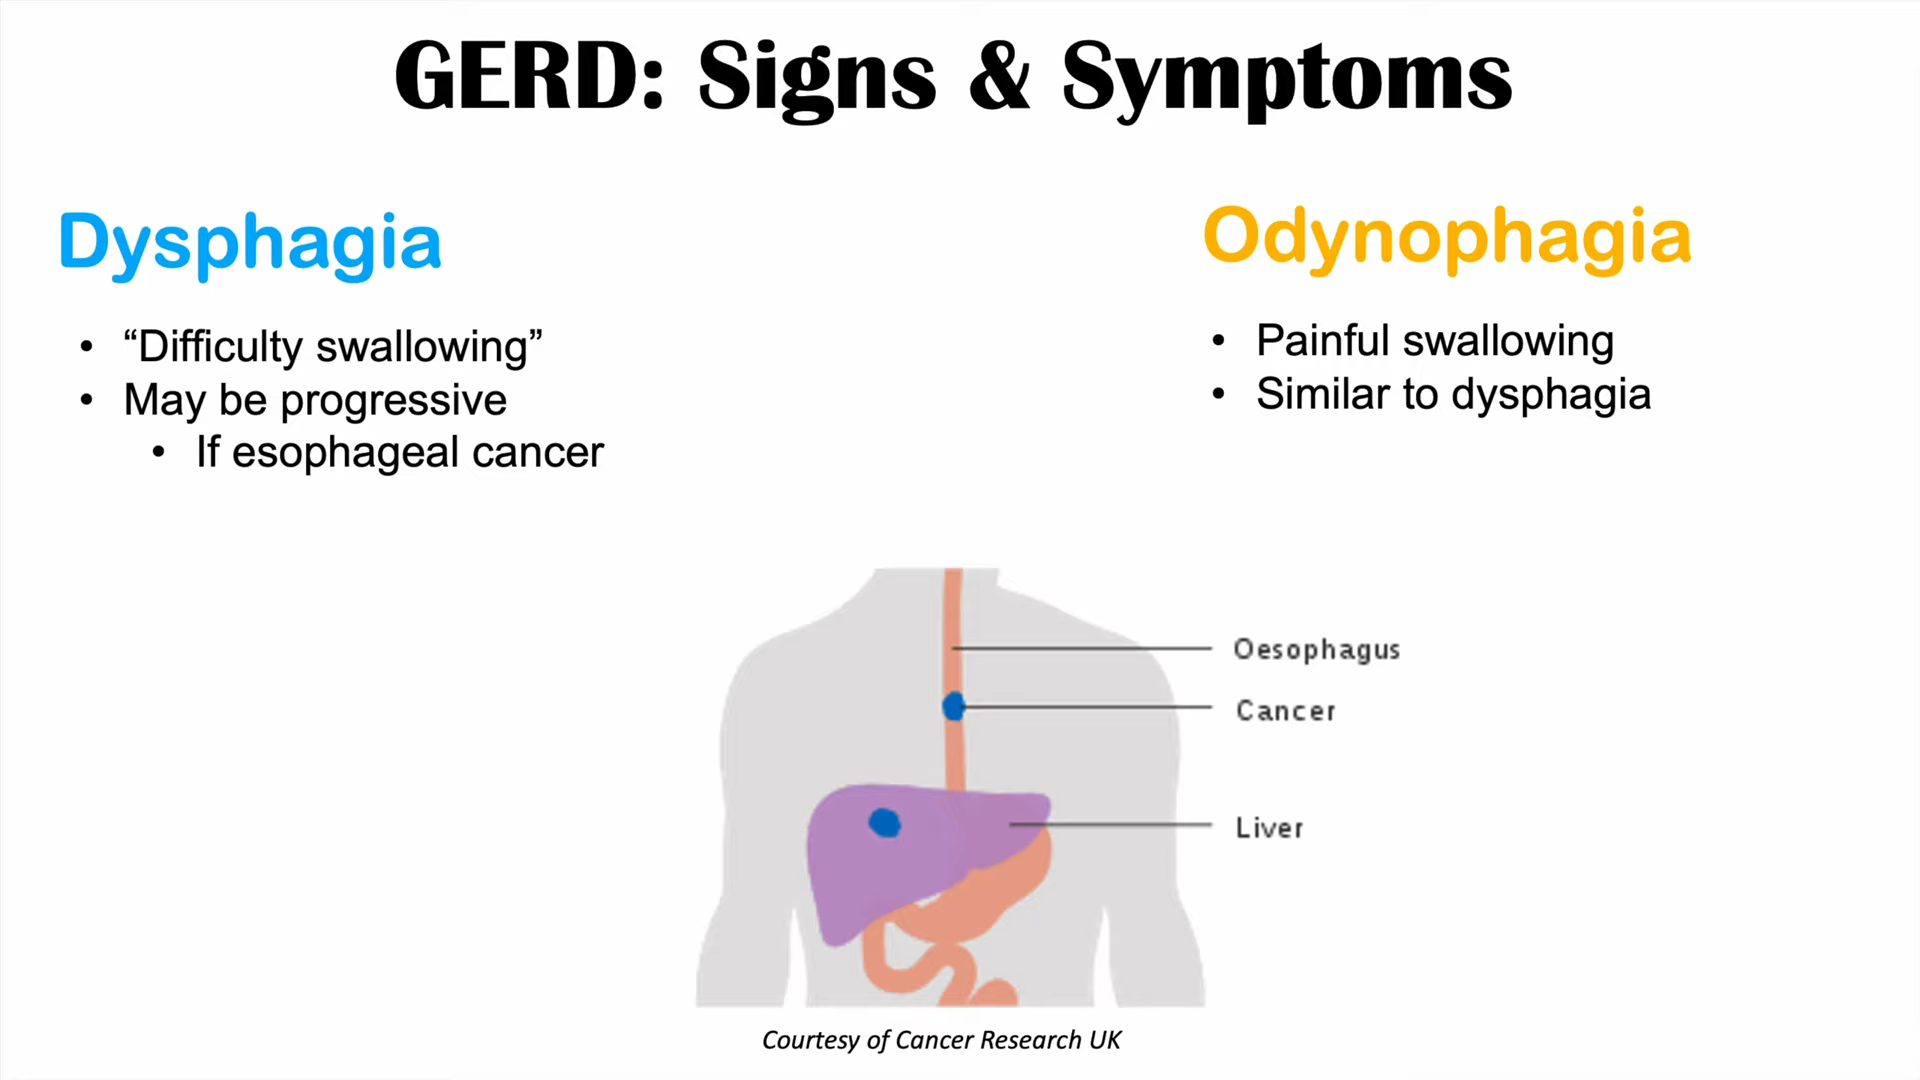 GERD: Signs & Symptoms
Dysphagia
• “Difficulty swallowing”
• May be progressive
• If esophageal cancer
Odynophagia
• Painful swallowing
• Similar to dysphagia
Oesophagus
Cancer
Liver
Courtesy of Cancer Research UK